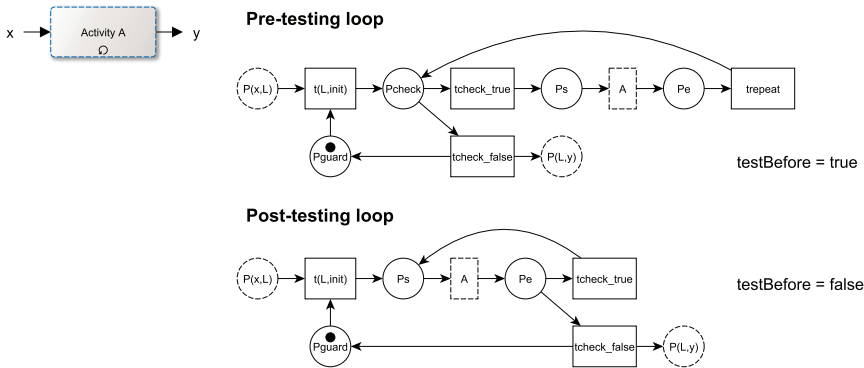 x
Activity A
y
Pre-testing loop
P(x,L)
t(L,init)
Pcheck
tcheck_true
Ps
A
Pe
trepeat
Pguard
tcheck_false
P(L,y)
testBefore = true
Post-testing loop
P(x,L)
t(L,init)
Ps
A
Pe
tcheck_true
testBefore = false
Pguard
tcheck_false
P(L,y)